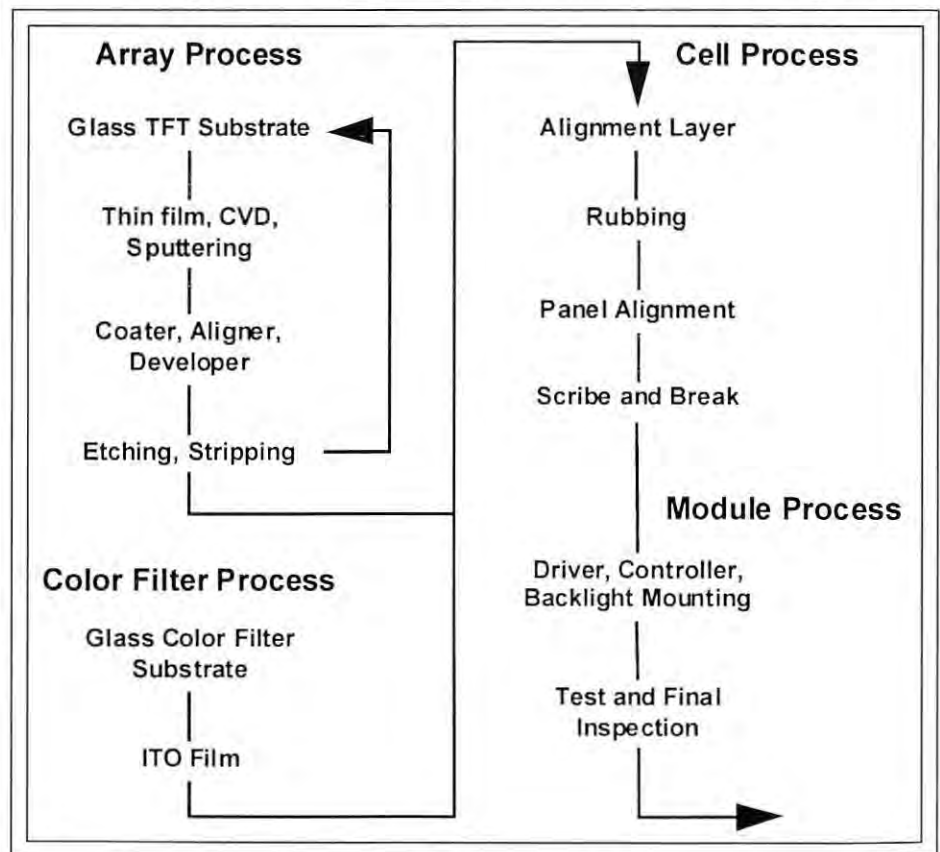 Array Process
Glass TFT Substrate
Thin film, CVD,
Sputtering
Coater, Aligner,
Developer
Etching, Stripping
Color Filter Process
Glass Color Filter
Substrate
ITO Film
Cell Process
Alignment Layer
Rubbing
Panel Alignment
Scribe and Break
Module Process
Driver, Controller,
Backlight Mounting
Test and Final
Inspection